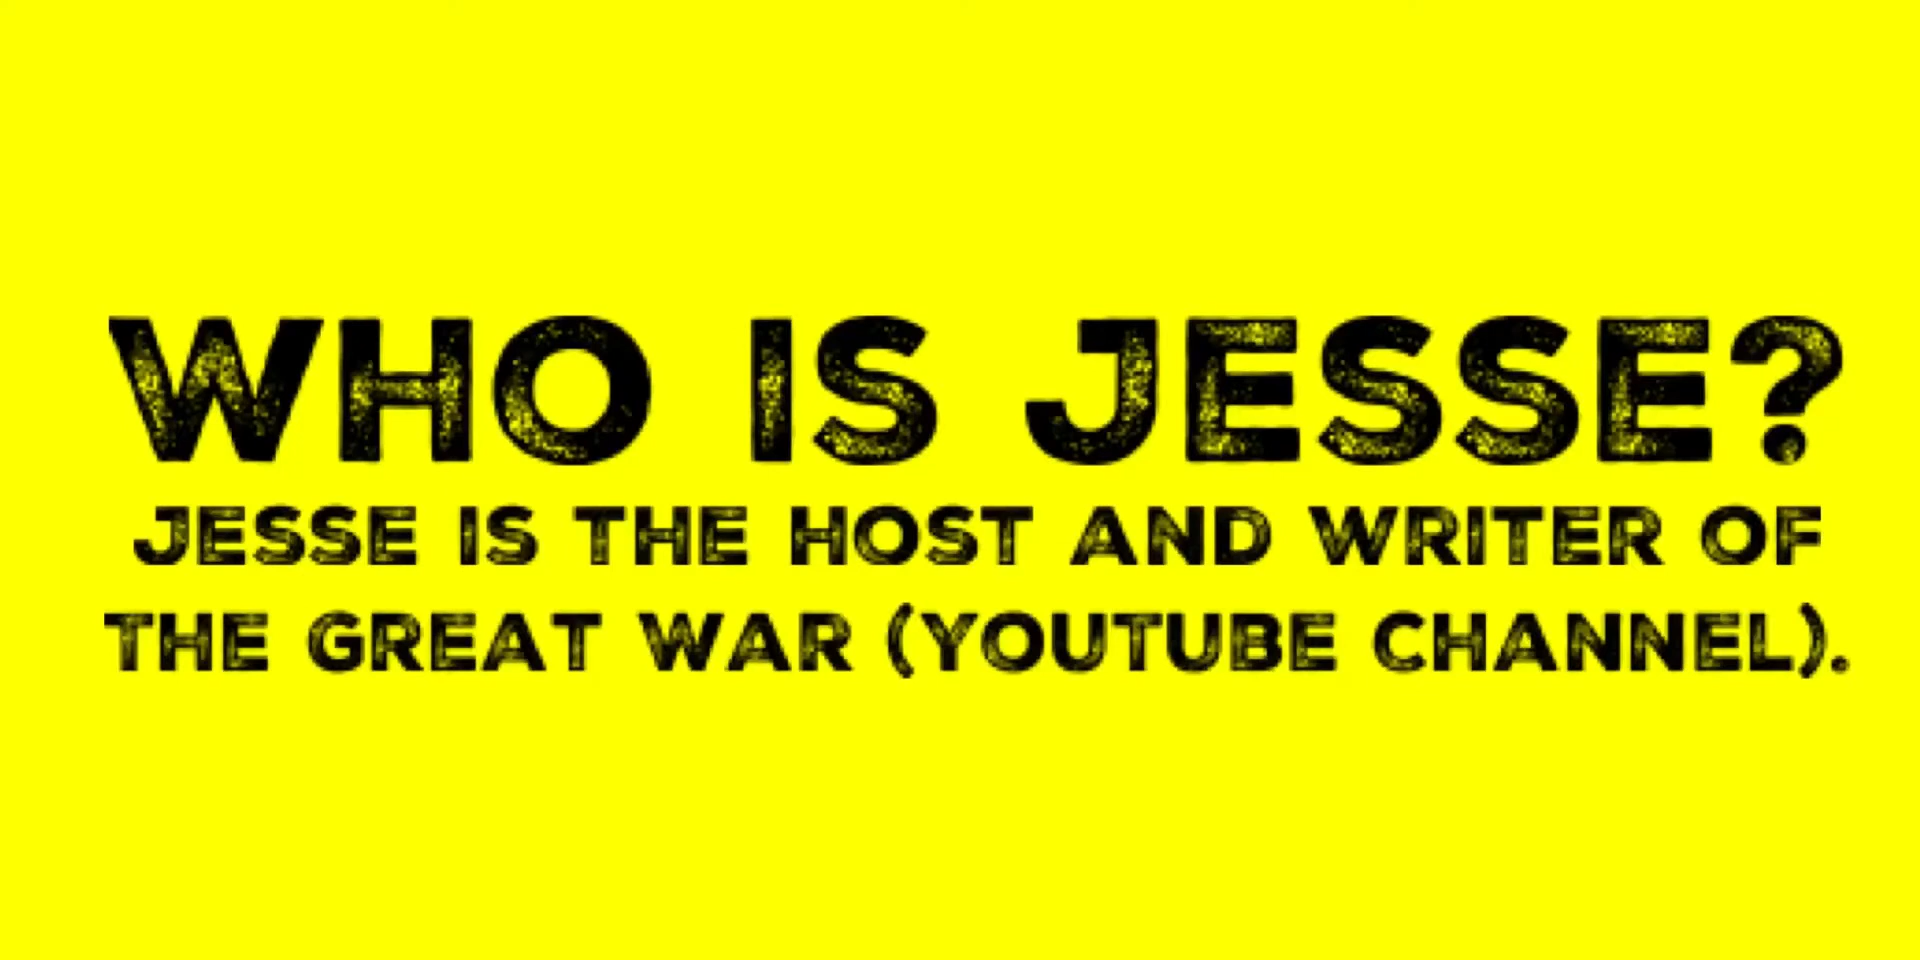 WHO IS JESSE?
JESSE IS THE HOST AND WRITER OF
THE GREAT WAR (YOUTUBE CHANNEL).